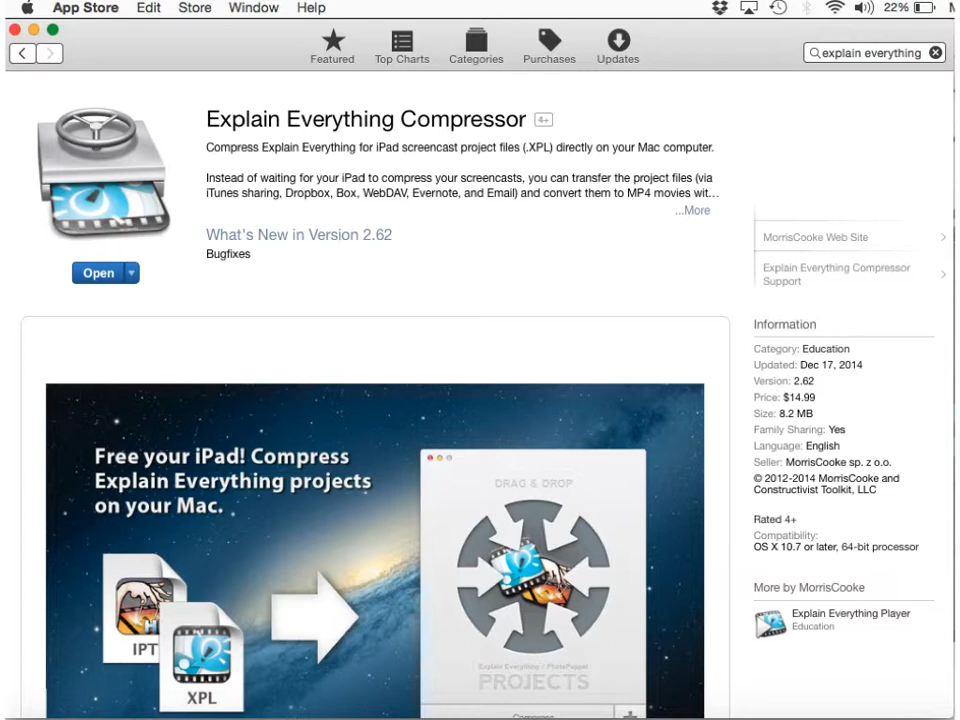 App Store Edit Store Window Help 22%
Featured Top Charts Categories Purchases Updates
explain everything
Explain Everything Compressor 4+
Compress Explain Everything for iPad screencast project files (.XPL) directly on your Mac computer.
Instead of waiting for your iPad to compress your screencasts, you can transfer the project files (via
iTunes sharing, Dropbox, Box, WebDAV, Evernote, and Email) and convert them to MP4 movies wit...
...More
What's New in Version 2.62
Bugfixes
Open
MorrisCooke Web Site
Explain Everything Compressor
Support
Information
Category: Education
Updated: Dec 17, 2014
Version: 2.62
Price: $14.99
Size: 8.2 MB
Family Sharing: Yes
Language: English
Seller: MorrisCooke sp. z o.o.
© 2012-2014 MorrisCooke and
Constructivist Toolkit, LLC
Rated 4+
Compatibility:
OS X 10.7 or later, 64-bit processor
More by MorrisCooke
Explain Everything Player
Education
Free your iPad! Compress
Explain Everything projects
on your Mac.
IPT
XPL
DRAG & DROP
Explain Everything / PhotoPuppet
PROJECTS
Compress